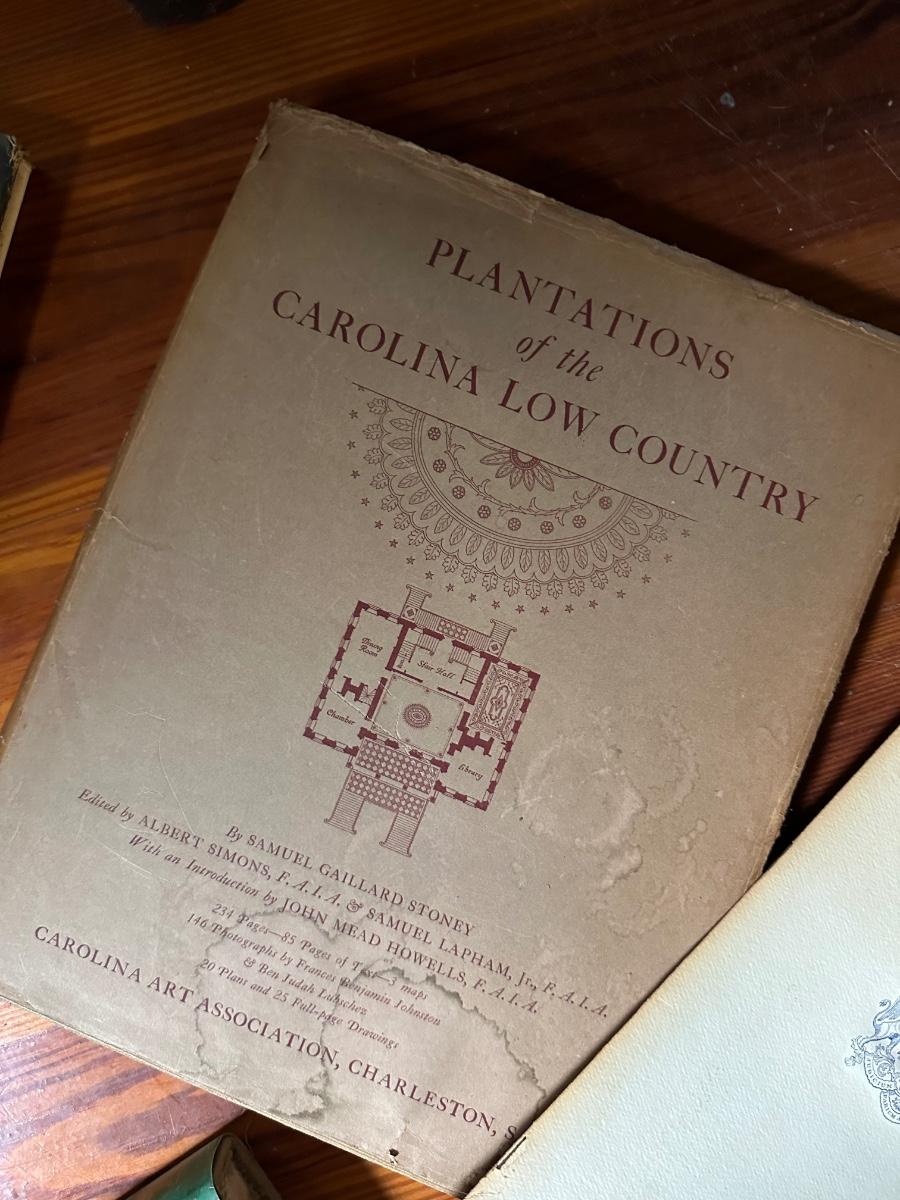 PLANTATIONS
of the
CAROLINA LOW COUNTRY
Dining
Room
Stair Hall
Chamber
Library
By SAMUEL GAILLARD STONEY
Edited by ALBERT SIMONS, F. A. I. A. & SAMUEL LAPHAM, Jr., F. A. I. A.
With an Introduction by JOHN MEAD HOWELLS, F. A. I. A.
234 Pages—85 Pages of Text—3 maps
146 Photographs by Frances Benjamin Johnston
& Ben Judah Lubschez
20 Plans and 25 Full-page Drawings
CAROLINA ART ASSOCIATION, CHARLESTON, S
JUDICIUM
PARIUM